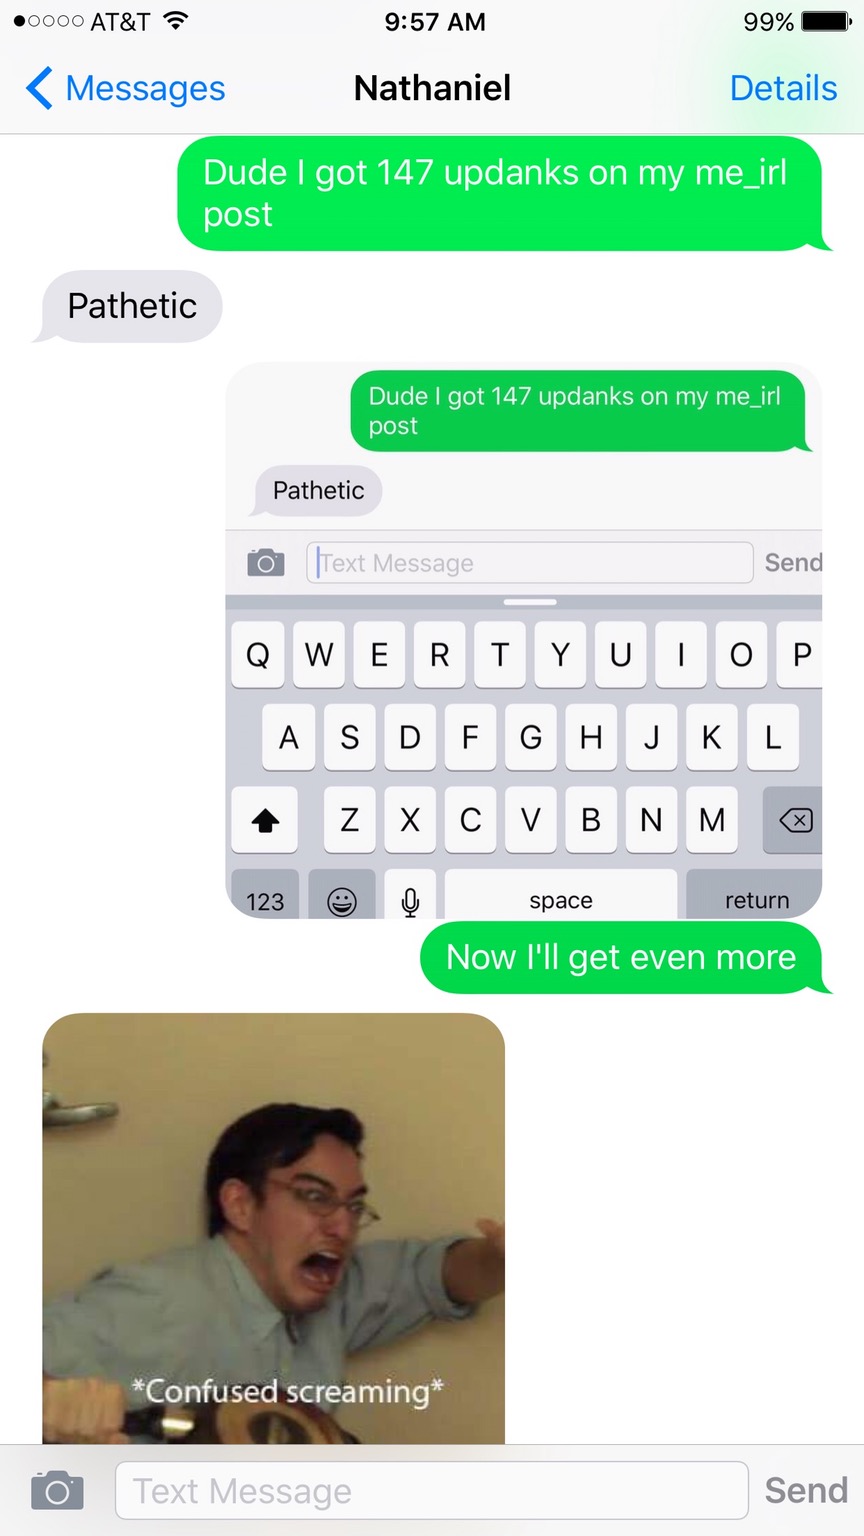 AT&T 9:57 AM 99%
Messages Nathaniel Details
Dude I got 147 updanks on my me_irl
post
Pathetic
Dude I got 147 updanks on my me_irl
post
Pathetic
Text Message Send
Q W E R T Y U I O P
A S D F G H J K L
Z X C V B N M
123 space return
Now I'll get even more
*Confused screaming*
Text Message Send